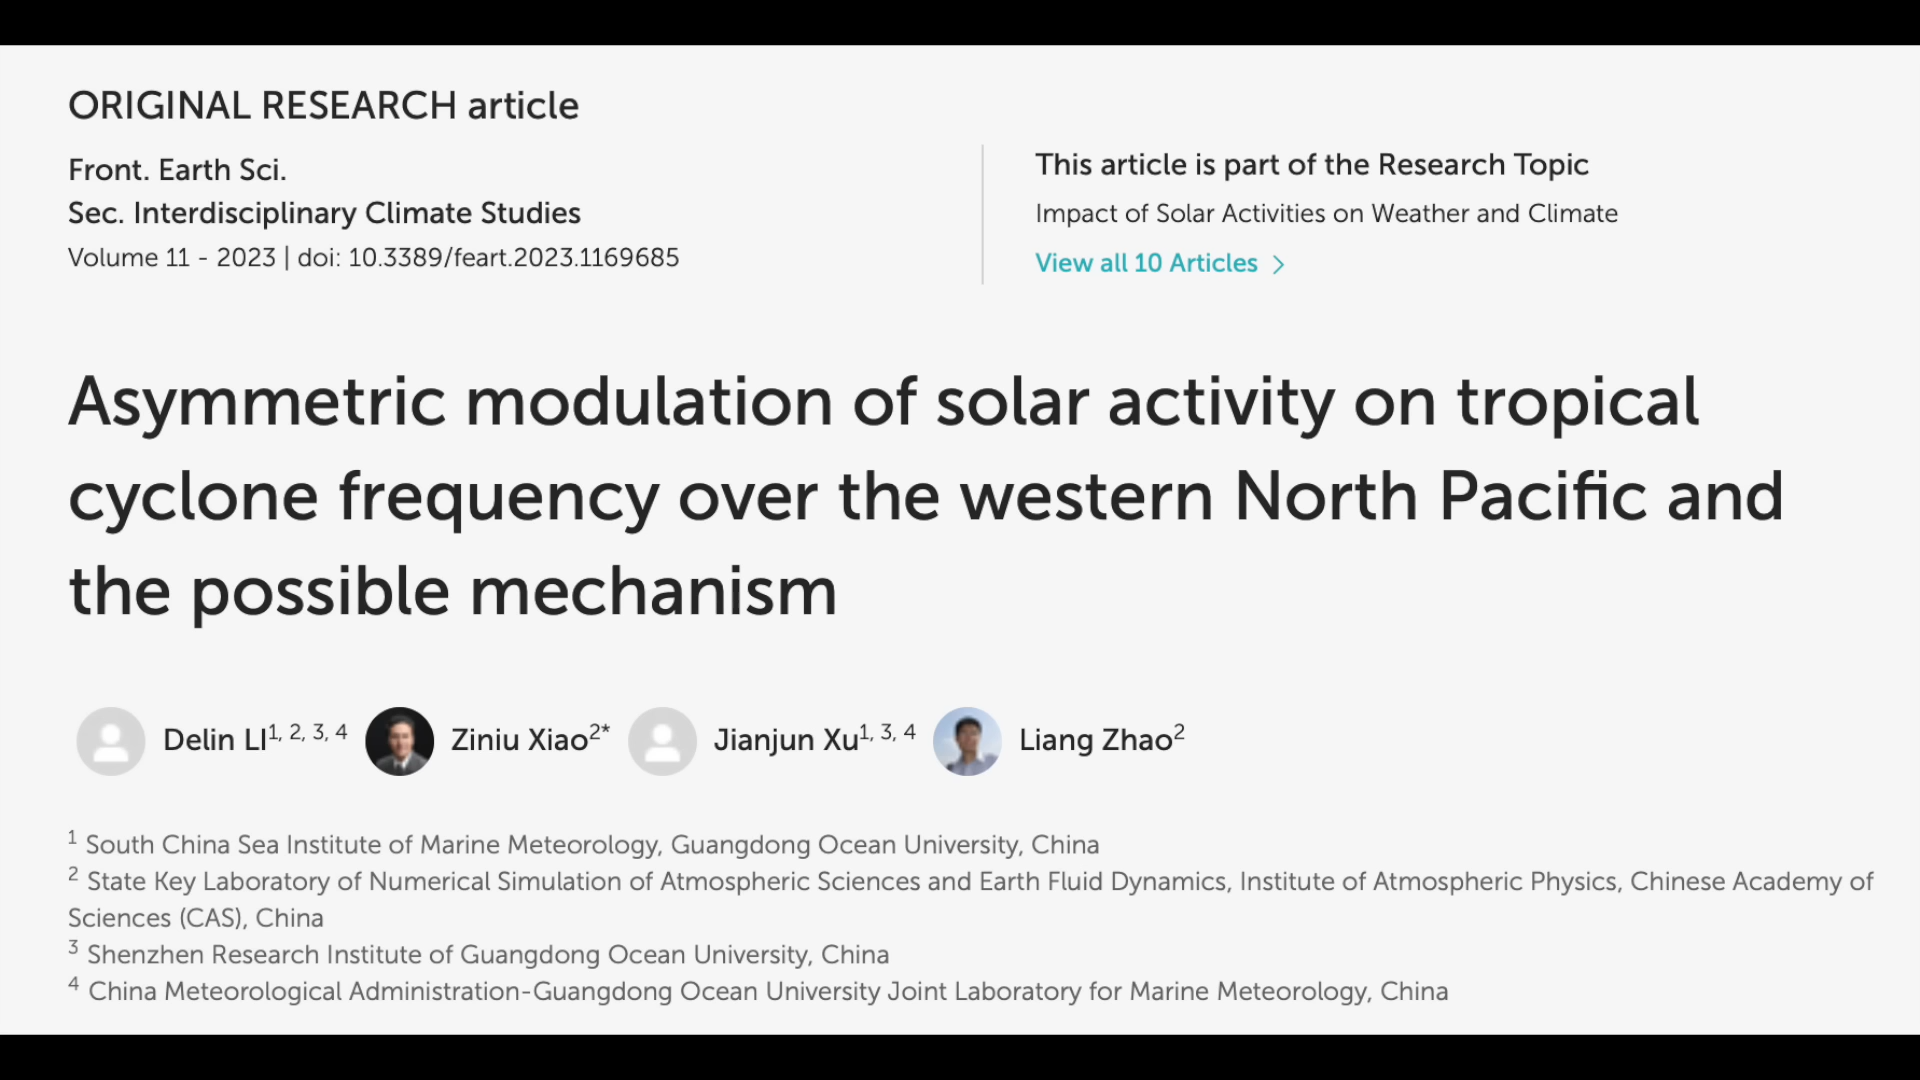 ORIGINAL RESEARCH article
Front. Earth Sci.
Sec. Interdisciplinary Climate Studies
Volume 11 - 2023 | doi: 10.3389/feart.2023.1169685
This article is part of the Research Topic
Impact of Solar Activities on Weather and Climate
View all 10 Articles >
Asymmetric modulation of solar activity on tropical
cyclone frequency over the western North Pacific and
the possible mechanism
Delin LI1, 2, 3, 4 Ziniu Xiao2* Jianjun Xu1, 3, 4 Liang Zhao2
1 South China Sea Institute of Marine Meteorology, Guangdong Ocean University, China
2 State Key Laboratory of Numerical Simulation of Atmospheric Sciences and Earth Fluid Dynamics, Institute of Atmospheric Physics, Chinese Academy of
Sciences (CAS), China
3 Shenzhen Research Institute of Guangdong Ocean University, China
4 China Meteorological Administration-Guangdong Ocean University Joint Laboratory for Marine Meteorology, China